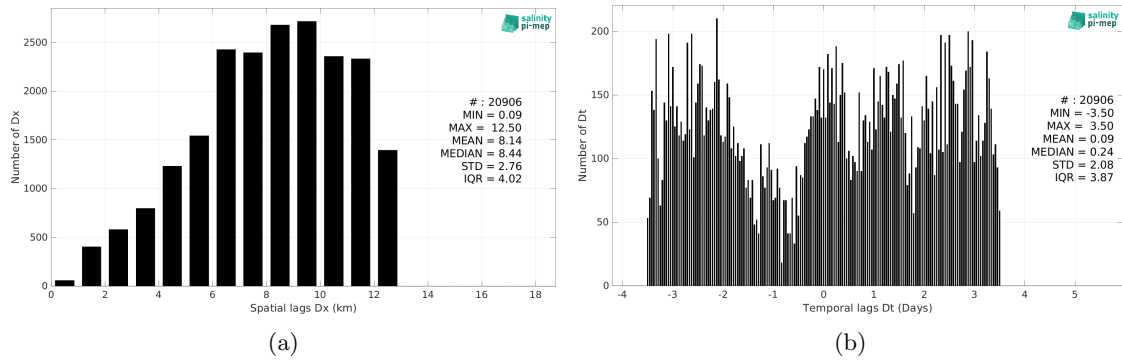 salinity
pi-mep
2500
2000
1500
1000
500
0
Number of Dx
# : 20906
MIN = 0.09
MAX = 12.50
MEAN = 8.14
MEDIAN = 8.44
STD = 2.76
IQR = 4.02
0 2 4 6 8 10 12 14 16 18
Spatial lags Dx (km)
(a)
salinity
pi-mep
200
150
100
50
0
Number of Dt
# : 20906
MIN = -3.50
MAX = 3.50
MEAN = 0.09
MEDIAN = 0.24
STD = 2.08
IQR = 3.87
-4 -3 -2 -1 0 1 2 3 4 5
Temporal lags Dt (Days)
(b)